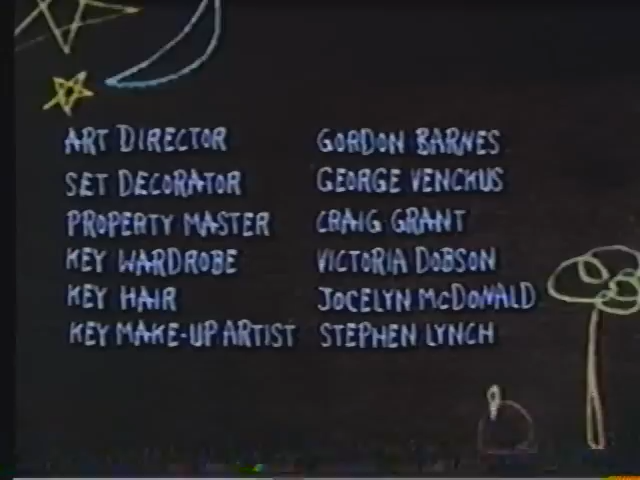 ART DIRECTOR GORDON BARNES
SET DECORATOR GEORGE VENCKUS
PROPERTY MASTER CRAIG GRANT
KEY WARDROBE VICTORIA DOBSON
KEY HAIR JOCELYN McDONALD
KEY MAKE-UP ARTIST STEPHEN LYNCH